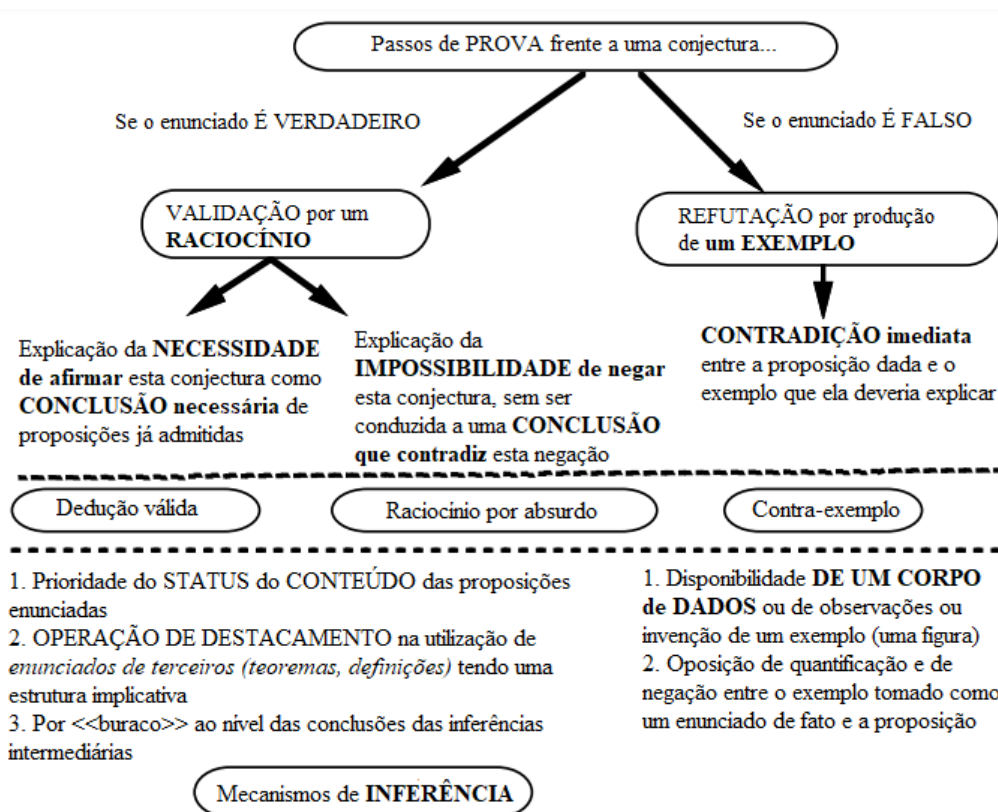 Passos de PROVA frente a uma conjectura...
Se o enunciado É VERDADEIRO
Se o enunciado É FALSO
VALIDAÇÃO por um
RACIOCÍNIO
REFUTAÇÃO por produção
de um EXEMPLO
Explicação da NECESSIDADE
de afirmar esta conjectura como
CONCLUSÃO necessária de
proposições já admitidas
Explicação da
IMPOSSIBILIDADE de negar
esta conjectura, sem ser
conduzida a uma CONCLUSÃO
que contradiz esta negação
CONTRADIÇÃO imediata
entre a proposição dada e o
exemplo que ela deveria explicar
Dedução válida
Raciocínio por absurdo
Contra-exemplo
1. Prioridade do STATUS do CONTEÚDO das proposições
enunciadas
2. OPERAÇÃO DE DESTACAMENTO na utilização de
enunciados de terceiros (teoremas, definições) tendo uma
estrutura implicativa
3. Por <<buraco>> ao nível das conclusões das inferências
intermediárias
1. Disponibilidade DE UM CORPO
de DADOS ou de observações ou
invenção de um exemplo (uma figura)
2. Oposição de quantificação e de
negação entre o exemplo tomado como
um enunciado de fato e a proposição
Mecanismos de INFERÊNCIA